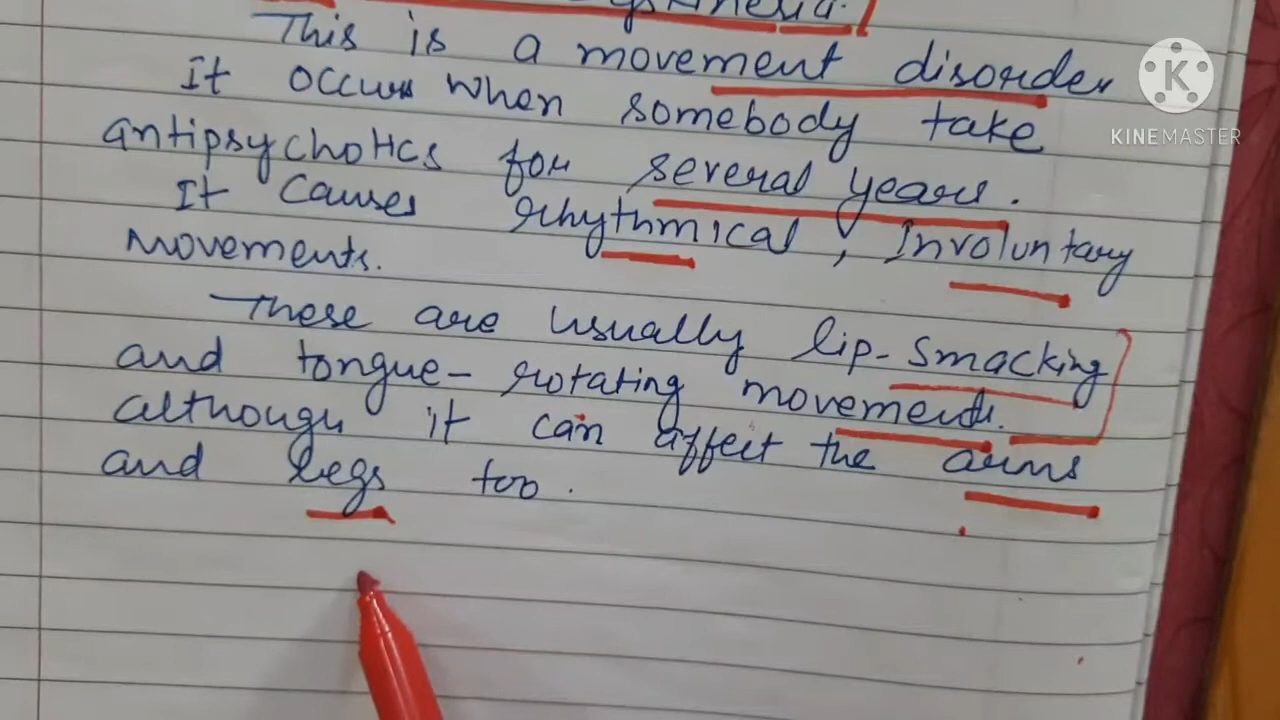 This is a movement disorder
It occurs when somebody take
antipsychotics for several years.
It causes rhythmical, Involuntary
movements.
These are usually lip-smacking
and tongue-rotating movements.
although it can affect the arms
and legs too.
K
KINEMASTER